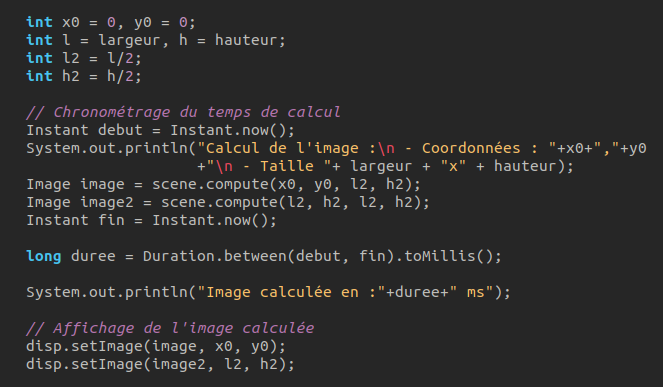 int x0 = 0, y0 = 0;
int l = largeur, h = hauteur;
int l2 = l/2;
int h2 = h/2;
// Chronométrage du temps de calcul
Instant debut = Instant.now();
System.out.println("Calcul de l'image :\n - Coordonnées : "+x0+","+y0
+"\n - Taille "+ largeur + "x" + hauteur);
Image image = scene.compute(x0, y0, l2, h2);
Image image2 = scene.compute(l2, h2, l2, h2);
Instant fin = Instant.now();
long duree = Duration.between(debut, fin).toMillis();
System.out.println("Image calculée en :"+duree+" ms");
// Affichage de l'image calculée
disp.setImage(image, x0, y0);
disp.setImage(image2, l2, h2);